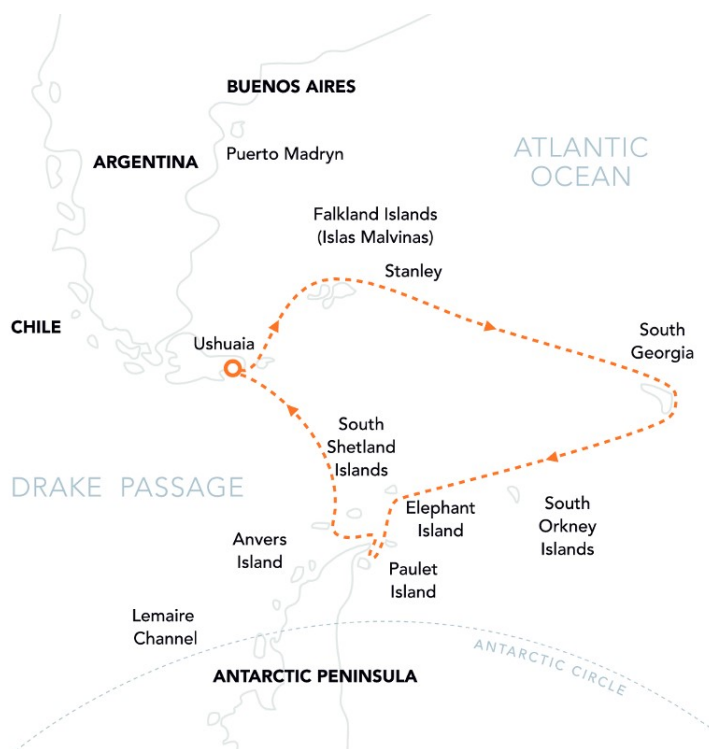 BUENOS AIRES
ARGENTINA
Puerto Madryn
ATLANTIC
OCEAN
Falkland Islands
(Islas Malvinas)
Stanley
CHILE
Ushuaia
South
Georgia
South
Shetland
Islands
DRAKE PASSAGE
Elephant
Island
South
Orkney
Islands
Anvers
Island
Paulet
Island
Lemaire
Channel
ANTARCTIC CIRCLE
ANTARCTIC PENINSULA